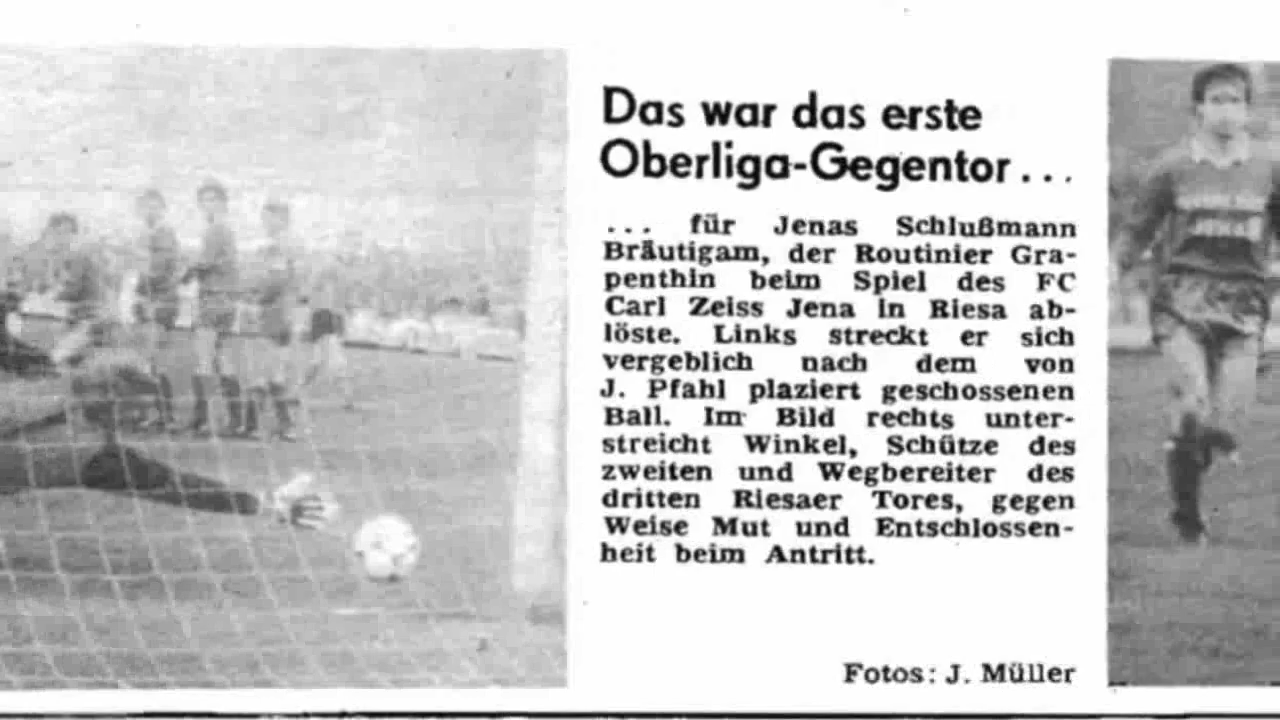 Das war das erste
Oberliga-Gegentor...
... für Jenas Schlußmann
Bräutigam, der Routinier Gra-
penthin beim Spiel des FC
Carl Zeiss Jena in Riesa ab-
löste. Links streckt er sich
vergeblich nach dem von
J. Pfahl plaziert geschossenen
Ball. Im Bild rechts unter-
streicht Winkel, Schütze des
zweiten und Wegbereiter des
dritten Riesaer Tores, gegen
Weise Mut und Entschlossen-
heit beim Antritt.
Fotos: J. Müller